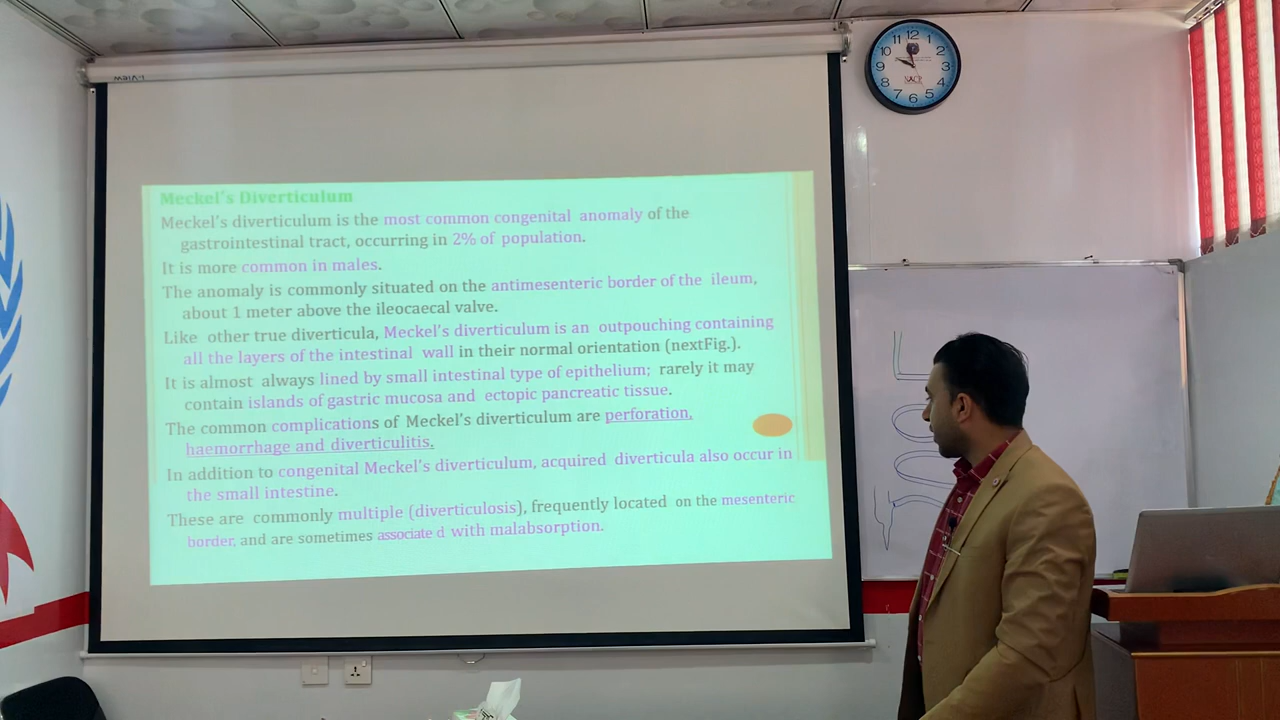 Meckel's Diverticulum
Meckel's diverticulum is the most common congenital anomaly of the
gastrointestinal tract, occurring in 2% of population.
It is more common in males.
The anomaly is commonly situated on the antimesenteric border of the ileum,
about 1 meter above the ileocaecal valve.
Like other true diverticula, Meckel's diverticulum is an outpouching containing
all the layers of the intestinal wall in their normal orientation (nextFig.).
It is almost always lined by small intestinal type of epithelium; rarely it may
contain islands of gastric mucosa and ectopic pancreatic tissue.
The common complications of Meckel's diverticulum are perforation,
haemorrhage and diverticulitis.
In addition to congenital Meckel's diverticulum, acquired diverticula also occur in
the small intestine.
These are commonly multiple (diverticulosis), frequently located on the mesenteric
border, and are sometimes associate d with malabsorption.
12
11 1
10 2
9 3
8 4
7 5
6
NACP